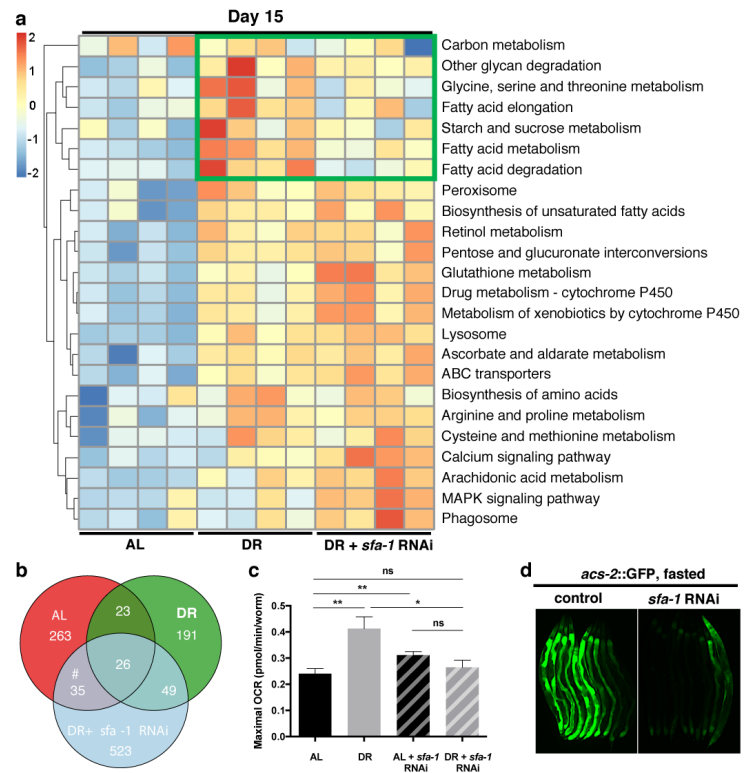 a
Day 15
2
1
0
-1
-2
Carbon metabolism
Other glycan degradation
Glycine, serine and threonine metabolism
Fatty acid elongation
Starch and sucrose metabolism
Fatty acid metabolism
Fatty acid degradation
Peroxisome
Biosynthesis of unsaturated fatty acids
Retinol metabolism
Pentose and glucuronate interconversions
Glutathione metabolism
Drug metabolism - cytochrome P450
Metabolism of xenobiotics by cytochrome P450
Lysosome
Ascorbate and aldarate metabolism
ABC transporters
Biosynthesis of amino acids
Arginine and proline metabolism
Cysteine and methionine metabolism
Calcium signaling pathway
Arachidonic acid metabolism
MAPK signaling pathway
Phagosome
AL DR DR + sfa-1 RNAi
b
AL
263
23
DR
191
26
#
35
49
DR+ sfa -1 RNAi
523
c
ns
** 
** *
ns
Maximal OCR (pmol/min/worm)
0.5
0.4
0.3
0.2
0.1
0.0
AL DR AL + sfa-1 DR + sfa-1
RNAi RNAi
d
acs-2::GFP, fasted
control sfa-1 RNAi